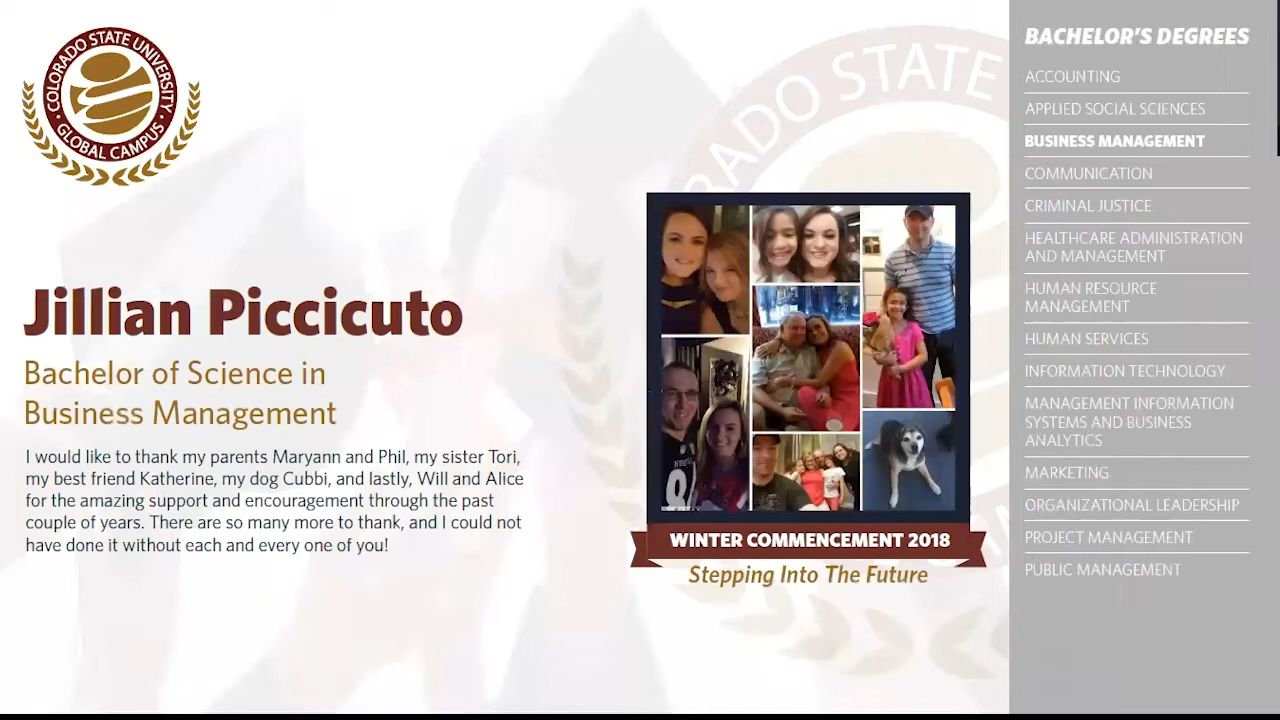 COLORADO STATE UNIVERSITY
GLOBAL CAMPUS
Jillian Piccicuto
Bachelor of Science in
Business Management
I would like to thank my parents Maryann and Phil, my sister Tori,
my best friend Katherine, my dog Cubbi, and lastly, Will and Alice
for the amazing support and encouragement through the past
couple of years. There are so many more to thank, and I could not
have done it without each and every one of you!
RADO STATE UN
WINTER COMMENCEMENT 2018
Stepping Into The Future
BACHELOR'S DEGREES
ACCOUNTING
APPLIED SOCIAL SCIENCES
BUSINESS MANAGEMENT
COMMUNICATION
CRIMINAL JUSTICE
HEALTHCARE ADMINISTRATION
AND MANAGEMENT
HUMAN RESOURCE
MANAGEMENT
HUMAN SERVICES
INFORMATION TECHNOLOGY
MANAGEMENT INFORMATION
SYSTEMS AND BUSINESS
ANALYTICS
MARKETING
ORGANIZATIONAL LEADERSHIP
PROJECT MANAGEMENT
PUBLIC MANAGEMENT